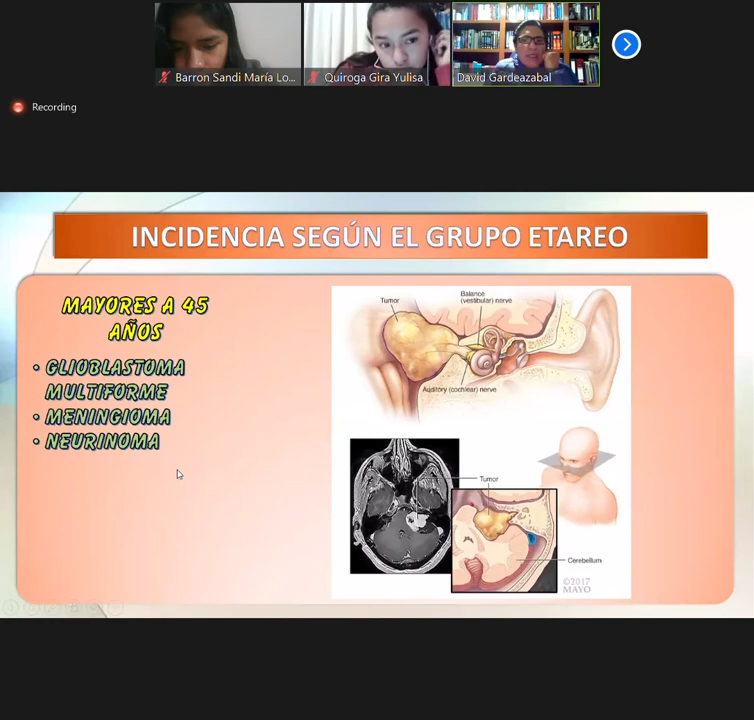 Barron Sandi María Lo...
Quiroga Gira Yulisa
David Gardeazabal
Recording
INCIDENCIA SEGÚN EL GRUPO ETAREO
MAYORES A 45
AÑOS
• GLIOBLASTOMA
MULTIFORME
• MENINGIOMA
• NEURINOMA
Balance
(vestibular) nerve
Tumor
Auditory (cochlear) nerve
Tumor
Cerebellum
©2017
MAYO